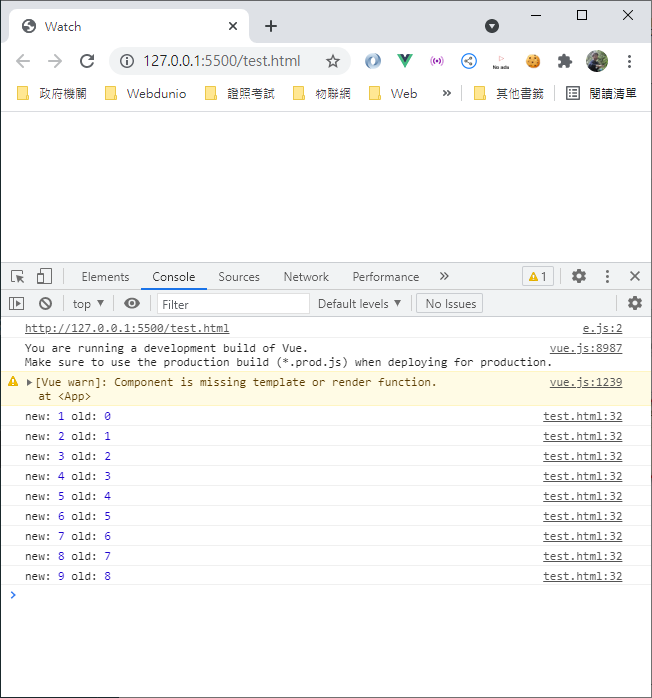 Watch
127.0.0.1:5500/test.html
政府機關 Webdunio 證照考試 物聯網 Web » 其他書籤 閱讀清單
Elements Console Sources Network Performance » 1
top Filter Default levels No Issues
http://127.0.0.1:5500/test.html e.js:2
You are running a development build of Vue. vue.js:8987
Make sure to use the production build (*.prod.js) when deploying for production.
[Vue warn]: Component is missing template or render function. vue.js:1239
at <App>
new: 1 old: 0 test.html:32
new: 2 old: 1 test.html:32
new: 3 old: 2 test.html:32
new: 4 old: 3 test.html:32
new: 5 old: 4 test.html:32
new: 6 old: 5 test.html:32
new: 7 old: 6 test.html:32
new: 8 old: 7 test.html:32
new: 9 old: 8 test.html:32